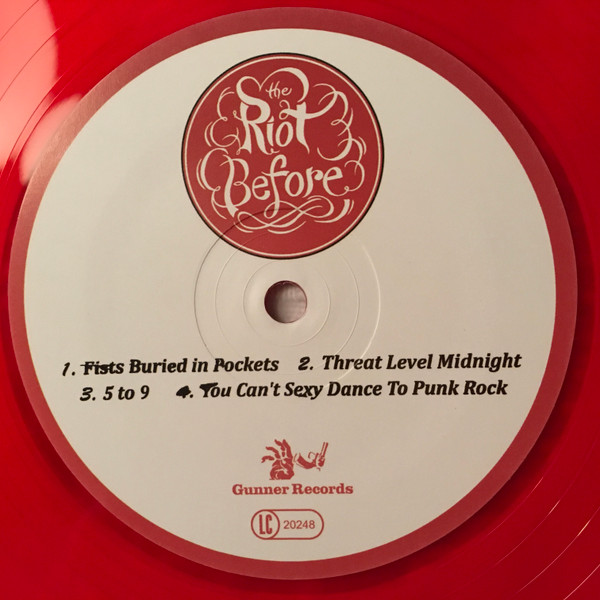 the
Riot
Before
1. Fists Buried in Pockets 2. Threat Level Midnight
3. 5 to 9 4. You Can't Sexy Dance To Punk Rock
Gunner Records
LC 20248